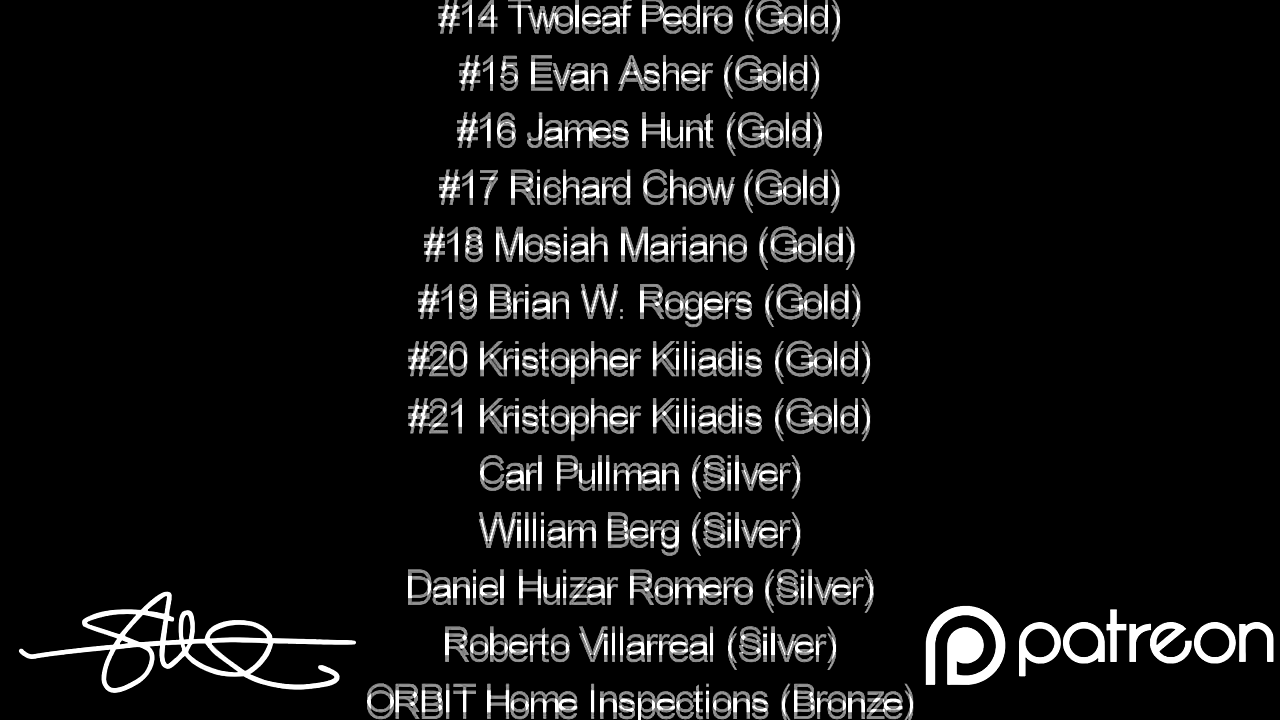 #14 Twoleaf Pedro (Gold)
#15 Evan Asher (Gold)
#16 James Hunt (Gold)
#17 Richard Chow (Gold)
#18 Mosiah Mariano (Gold)
#19 Brian W. Rogers (Gold)
#20 Kristopher Kiliadis (Gold)
#21 Kristopher Kiliadis (Gold)
Carl Pullman (Silver)
William Berg (Silver)
Daniel Huizar Romero (Silver)
Roberto Villarreal (Silver)
ORBIT Home Inspections (Bronze)
patreon